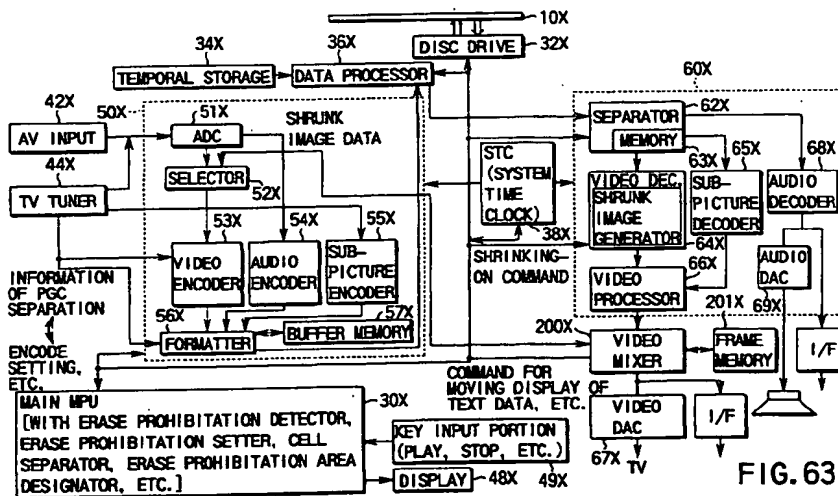 10X
DISC DRIVE
32X
34X
36X
TEMPORAL STORAGE
DATA PROCESSOR
60X
50X
42X
AV INPUT
51X
ADC
SHRUNK
IMAGE DATA
SEPARATOR
MEMORY
62X
44X
TV TUNER
SELECTOR
52X
STC
(SYSTEM
TIME
CLOCK)
38X
63X
65X
68X
VIDEO DEC.
SHRUNK
IMAGE
GENERATOR
64X
SUB-
PICTURE
DECODER
AUDIO
DECODER
53X
54X
55X
VIDEO
ENCODER
AUDIO
ENCODER
SUB-
PICTURE
ENCODER
SHRINKING-
ON COMMAND
VIDEO
PROCESSOR
66X
AUDIO
DAC
69X
INFORMATION
OF PGC
SEPARATION
56X
57X
FORMATTER
BUFFER MEMORY
200X
201X
VIDEO
MIXER
FRAME
MEMORY
I/F
ENCODE
SETTING,
ETC.
COMMAND FOR
MOVING DISPLAY OF
TEXT DATA, ETC.
MAIN MPU
30X
[WITH ERASE PROHIBITATION DETECTOR,
ERASE PROHIBITATION SETTER, CELL
SEPARATOR, ERASE PROHIBITATION AREA
DESIGNATOR, ETC.]
KEY INPUT PORTION
(PLAY, STOP, ETC.)
49X
DISPLAY
48X
VIDEO
DAC
67X
I/F
TV
FIG. 63